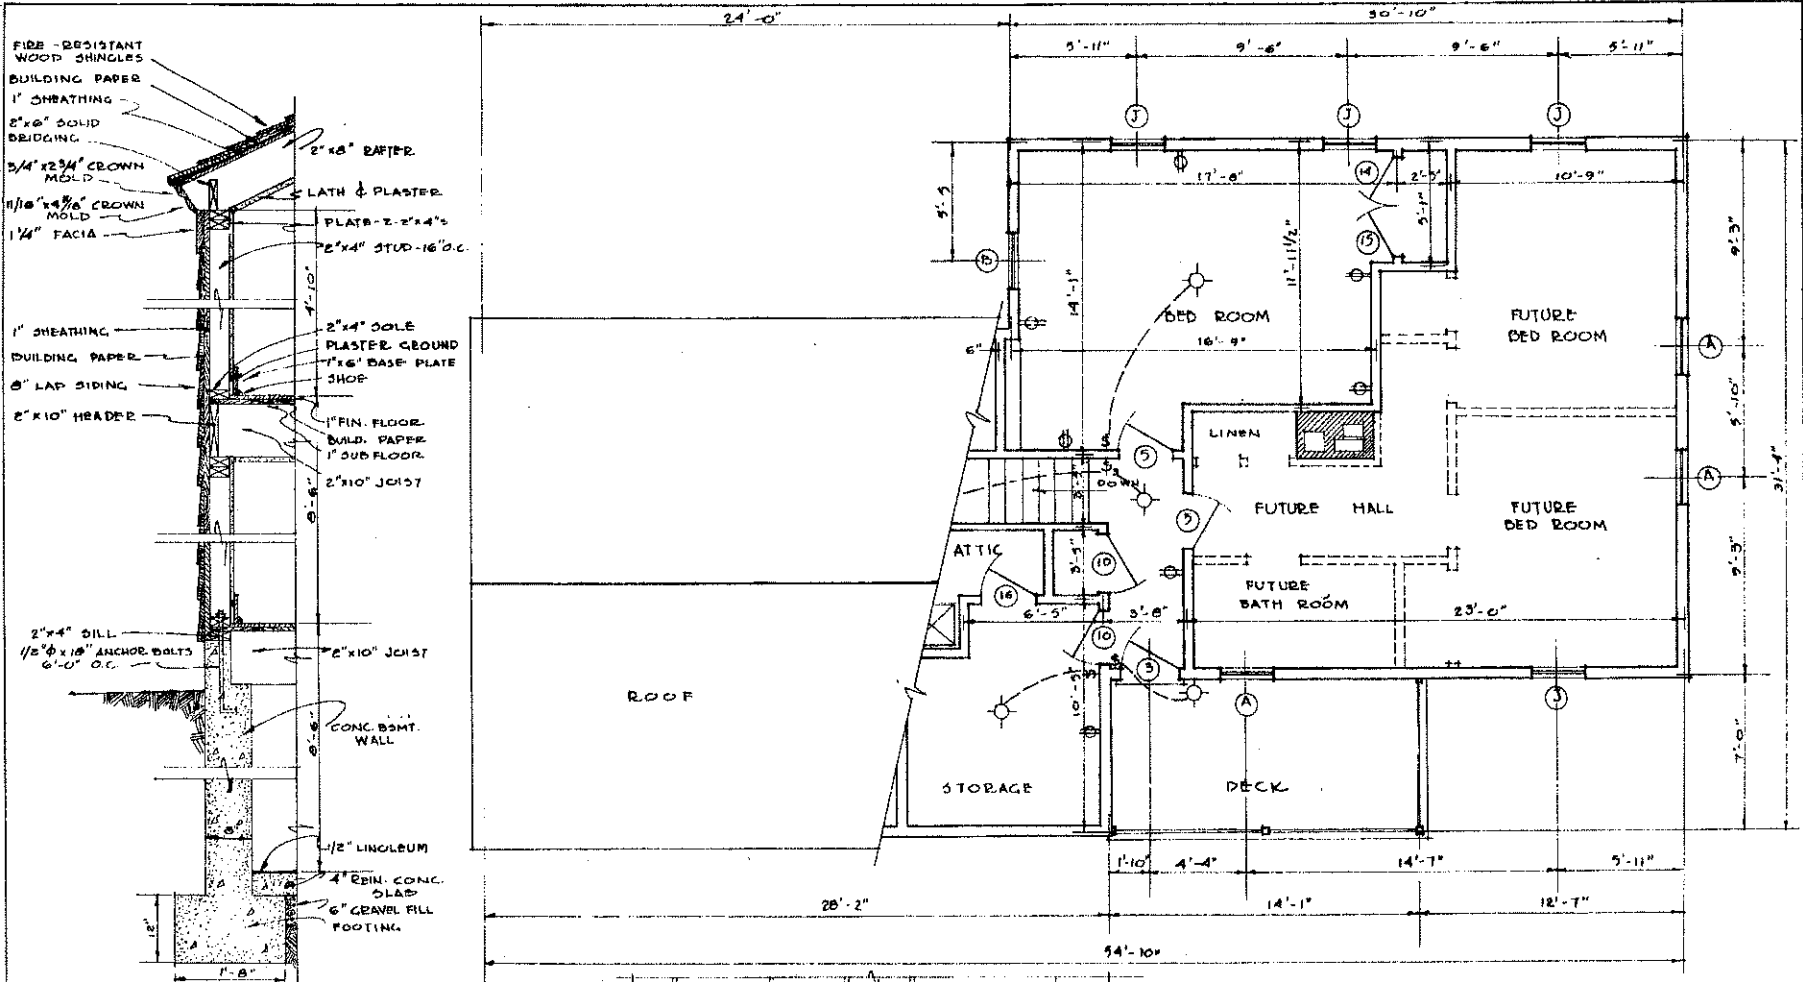 FIRE-RESISTANT
WOOD SHINGLES
BUILDING PAPER
1" SHEATHING
2"x6" SOLID
BRIDGING
3/4"x2 3/4" CROWN
MOLD
CROWN
MOLD
1 1/4" FACIA
2"x8" RAFTER
LATH & PLASTER
PLATE-2-2"x4"s
2"x4" STUD-16"O.C.
4'-10"
1" SHEATHING
BUILDING PAPER
8" LAP SIDING
2"x10" HEADER
2"x4" SOLE
PLASTER GROUND
1"x6" BASE PLATE
SHOE
1" FIN. FLOOR
BUILD. PAPER
1" SUB FLOOR
2"x10" JOIST
8'-6"
2"x4" SILL
1/2"φ x 18" ANCHOR BOLTS
6'-0" O.C.
2"x10" JOIST
CONC. BSMT.
WALL
8'-6"
8"
1/2" LINOLEUM
4" REIN. CONC.
SLAB
6" GRAVEL FILL
FOOTING
12"
1'-8"
24'-0"
30'-10"
5'-11"
9'-6"
9'-6"
5'-11"
J
J
J
5'-5
B
17'-8"
14
2'-5"
10'-9"
5'-1"
15
14'-1"
11'-11 1/2"
BED ROOM
16'-9"
6"
FUTURE
BED ROOM
A
9'-3"
5'-10"
31'-4"
LINEN
5
DOWN
5
FUTURE HALL
FUTURE
BED ROOM
A
9'-3"
ATTIC
10
3'-5"
16
6'-5"
3'-8"
10
3
FUTURE
BATH ROOM
23'-0"
ROOF
10'-5"
A
J
STORAGE
DECK
7'-0"
1'-10"
4'-4"
14'-7"
5'-11"
28'-2"
14'-1"
12'-7"
54'-10"